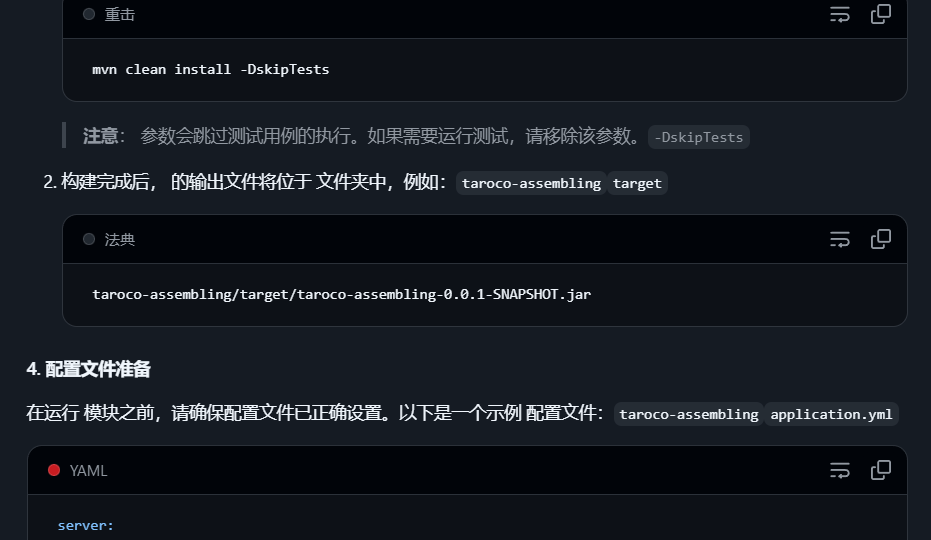 重击
mvn clean install -DskipTests
注意： 参数会跳过测试用例的执行。如果需要运行测试，请移除该参数。 -DskipTests
2. 构建完成后， 的输出文件将位于 文件夹中，例如： taroco-assembling target
法典
taroco-assembling/target/taroco-assembling-0.0.1-SNAPSHOT.jar
4. 配置文件准备
在运行 模块之前，请确保配置文件已正确设置。以下是一个示例 配置文件： taroco-assembling application.yml
YAML
server: